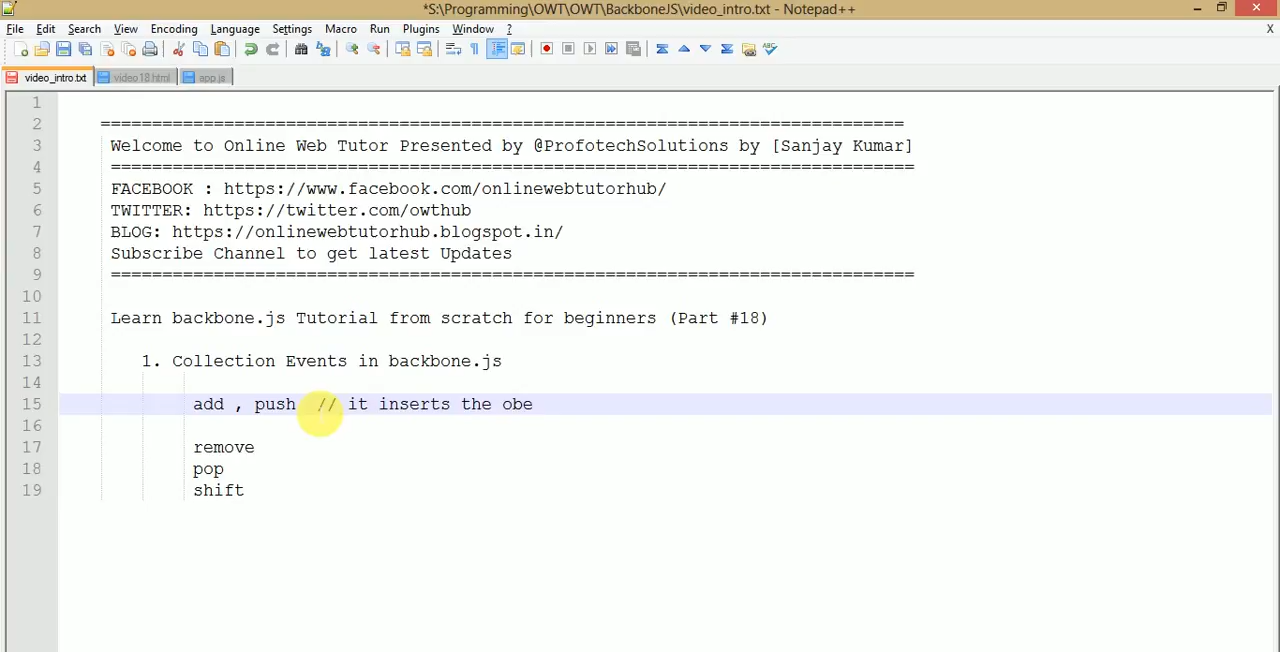 *S:\Programming\OWT\OWT\BackboneJS\video_intro.txt - Notepad++
File Edit Search View Encoding Language Settings Macro Run Plugins Window ? X
video_intro.txt video18.html app.js
1
2 ==============================================================================
3 Welcome to Online Web Tutor Presented by @ProfotechSolutions by [Sanjay Kumar]
4 ==============================================================================
5 FACEBOOK : https://www.facebook.com/onlinewebtutorhub/
6 TWITTER: https://twitter.com/owthub
7 BLOG: https://onlinewebtutorhub.blogspot.in/
8 Subscribe Channel to get latest Updates
9 ==============================================================================
10
11 Learn backbone.js Tutorial from scratch for beginners (Part #18)
12
13 1. Collection Events in backbone.js
14
15 add , push // it inserts the obe
16
17 remove
18 pop
19 shift